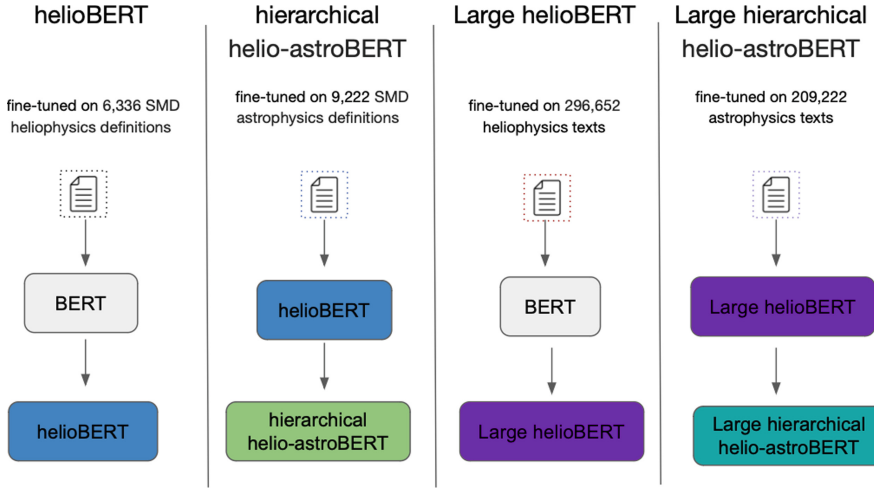 helioBERT
fine-tuned on 6,336 SMD
heliophysics definitions
BERT
helioBERT
hierarchical
helio-astroBERT
fine-tuned on 9,222 SMD
astrophysics definitions
helioBERT
hierarchical
helio-astroBERT
Large helioBERT
fine-tuned on 296,652
heliophysics texts
BERT
Large helioBERT
Large hierarchical
helio-astroBERT
fine-tuned on 209,222
astrophysics texts
Large helioBERT
Large hierarchical
helio-astroBERT